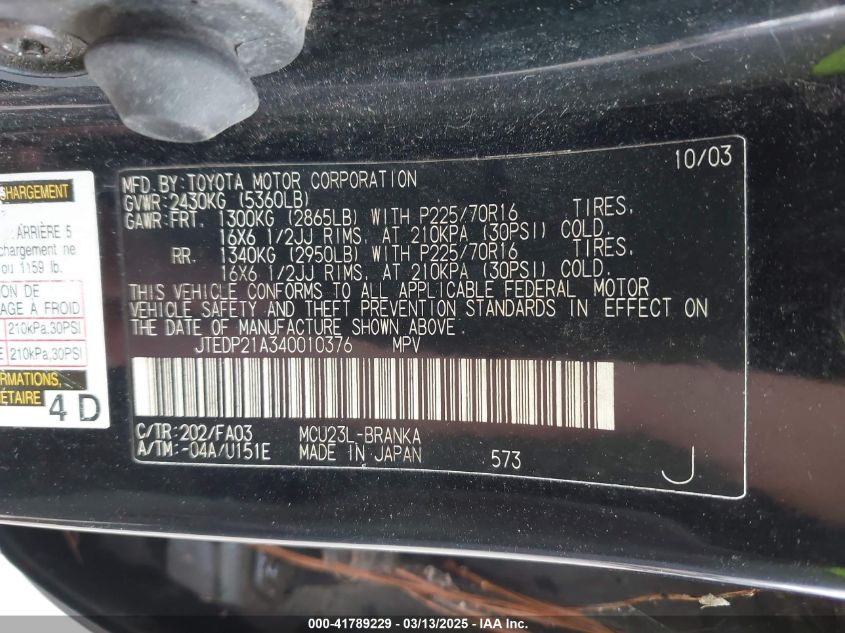 CHARGEMENT
ARRIÈRE 5
chargement ne
ou 1159 lb.
ION DE
AGE À FROID
210kPa,30PSI
E 210kPa,30PSI
FORMATIONS,
ÉTAIRE
4 D
10/03
MFD. BY: TOYOTA MOTOR CORPORATION
GVWR: 2430KG (5360LB)
GAWR: FRT. 1300KG (2865LB) WITH P225/70R16 TIRES,
16X6 1/2JJ RIMS, AT 210KPA (30PSI) COLD.
RR. 1340KG (2950LB) WITH P225/70R16 TIRES,
16X6 1/2JJ RIMS, AT 210KPA (30PSI) COLD.
THIS VEHICLE CONFORMS TO ALL APPLICABLE FEDERAL MOTOR
VEHICLE SAFETY AND THEFT PREVENTION STANDARDS IN EFFECT ON
THE DATE OF MANUFACTURE SHOWN ABOVE.
JTEDP21A340010376 MPV
C/TR: 202/FA03 MCU23L-BRANKA
A/TM: -04A/U151E MADE IN JAPAN 573
J
000-41789229 - 03/13/2025 - IAA Inc.